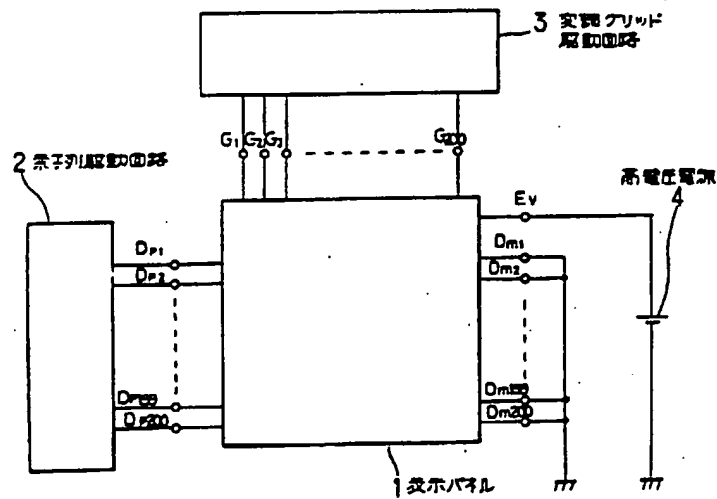 3 変調グリッド
駆動回路
G1 G2 G3 G200
2 素子列駆動回路
高電圧電源
4
Ev
DP1
Dm1
DP2
Dm2
DP199
Dm199
DP200
Dm200
1 表示パネル